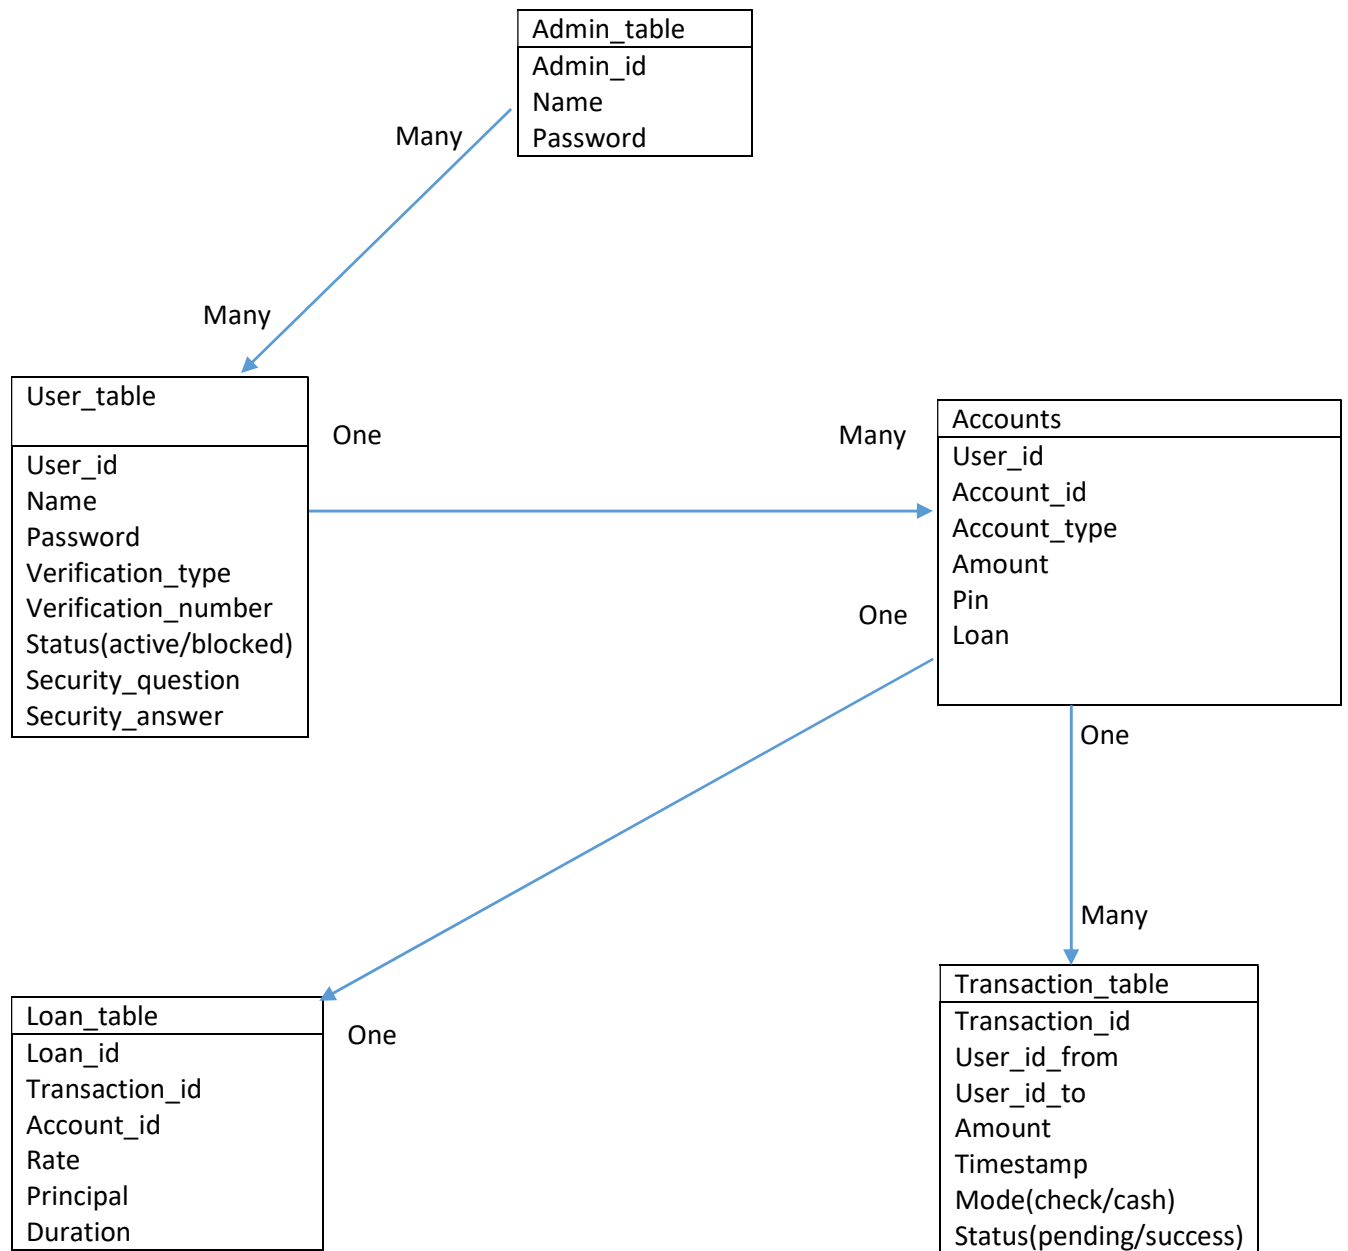 Admin_table
Admin_id
Name
Password
Many
Many
User_table
User_id
Name
Password
Verification_type
Verification_number
Status(active/blocked)
Security_question
Security_answer
One
Many
Accounts
User_id
Account_id
Account_type
Amount
Pin
Loan
One
One
Many
One
Loan_table
Loan_id
Transaction_id
Account_id
Rate
Principal
Duration
Transaction_table
Transaction_id
User_id_from
User_id_to
Amount
Timestamp
Mode(check/cash)
Status(pending/success)